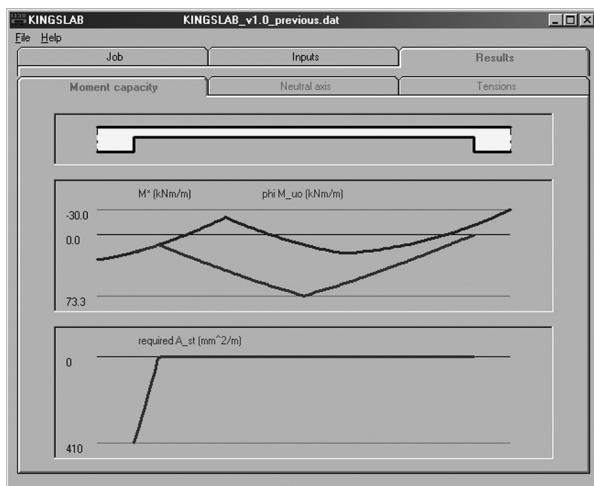 KINGSLAB KINGSLAB_v1.0_previous.dat
File Help
Job Inputs Results
Moment capacity Neutral axis Tensions
M* (kNm/m) phi M_uo (kNm/m)
-30.0
0.0
73.3
required A_st (mm^2/m)
0
410